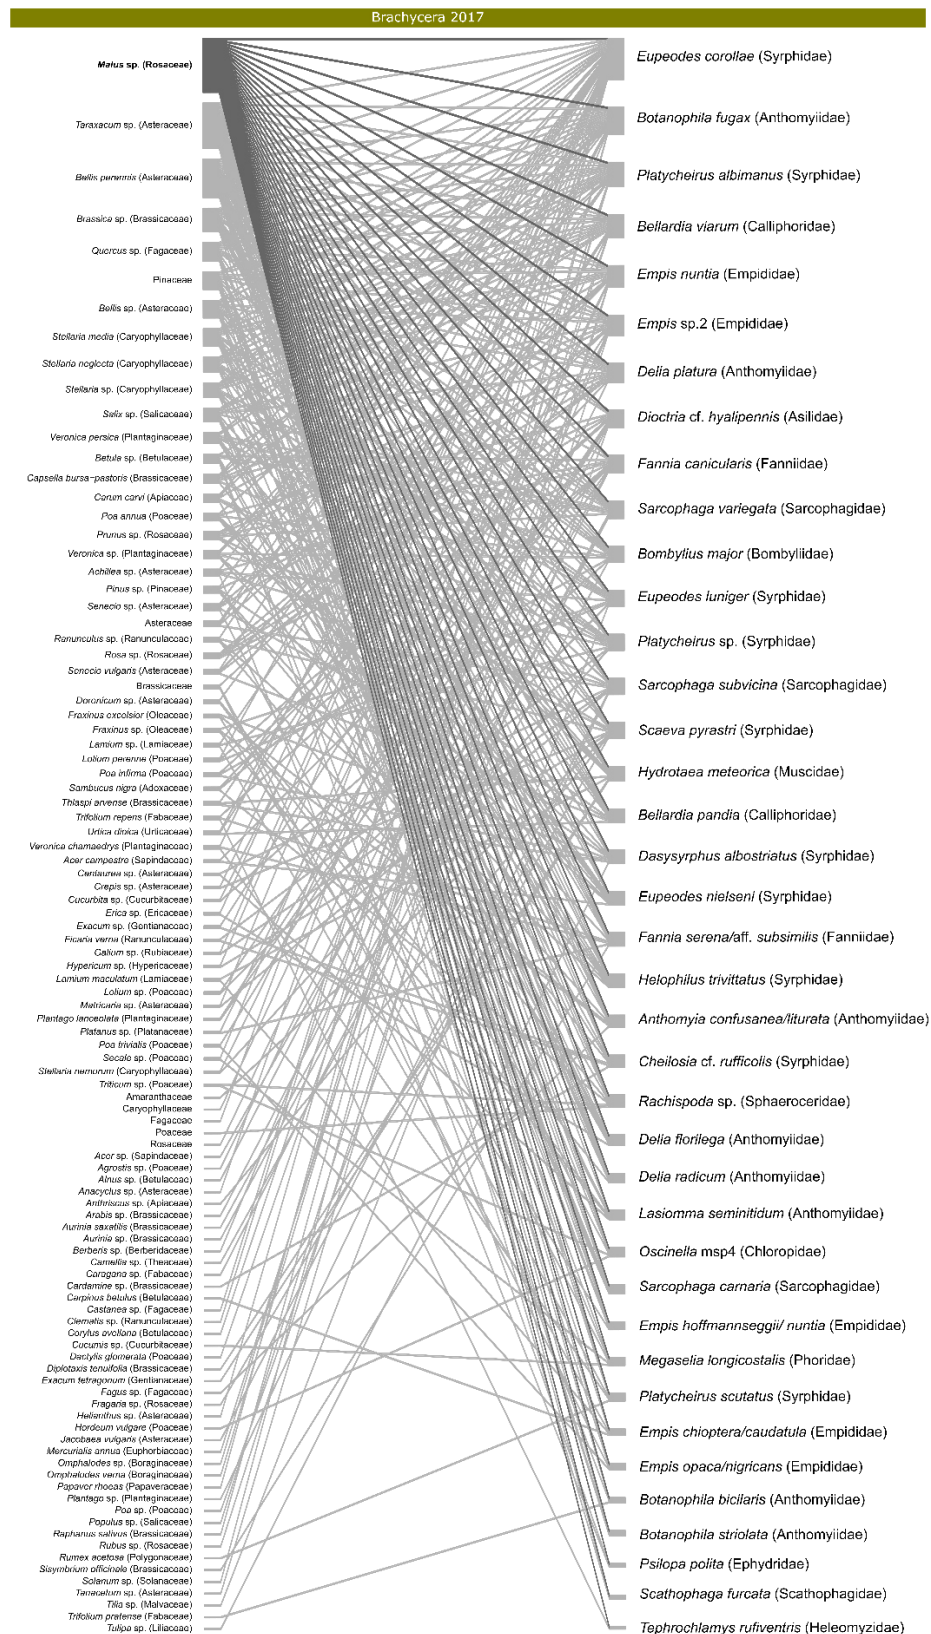 Brachycera 2017
Malus sp. (Rosaceae)
Taraxacum sp. (Asteraceae)
Bellis perennis (Asteraceae)
Brassica sp. (Brassicaceae)
Quercus sp. (Fagaceae)
Pinaceae
Bellis sp. (Asteraceae)
Stellaria media (Caryophyllaceae)
Stellaria neglecta (Caryophyllaceae)
Stellaria sp. (Caryophyllaceae)
Salix sp. (Salicaceae)
Veronica persica (Plantaginaceae)
Betula sp. (Betulaceae)
Capsella bursa−pastoris (Brassicaceae)
Carum carvi (Apiaceae)
Poa annua (Poaceae)
Prunus sp. (Rosaceae)
Veronica sp. (Plantaginaceae)
Achillea sp. (Asteraceae)
Pinus sp. (Pinaceae)
Senecio sp. (Asteraceae)
Asteraceae
Ranunculus sp. (Ranunculaceae)
Rosa sp. (Rosaceae)
Senecio vulgaris (Asteraceae)
Brassicaceae
Doronicum sp. (Asteraceae)
Fraxinus excelsior (Oleaceae)
Fraxinus sp. (Oleaceae)
Lamium sp. (Lamiaceae)
Lolium perenne (Poaceae)
Poa infirma (Poaceae)
Sambucus nigra (Adoxaceae)
Thlaspi arvense (Brassicaceae)
Trifolium repens (Fabaceae)
Urtica dioica (Urticaceae)
Veronica chamaedrys (Plantaginaceae)
Acer campestre (Sapindaceae)
Centaurea sp. (Asteraceae)
Crepis sp. (Asteraceae)
Cucurbita sp. (Cucurbitaceae)
Erica sp. (Ericaceae)
Exacum sp. (Gentianaceae)
Ficaria verna (Ranunculaceae)
Galium sp. (Rubiaceae)
Hypericum sp. (Hypericaceae)
Lamium maculatum (Lamiaceae)
Lolium sp. (Poaceae)
Matricaria sp. (Asteraceae)
Plantago lanceolata (Plantaginaceae)
Platanus sp. (Platanaceae)
Poa trivialis (Poaceae)
Secale sp. (Poaceae)
Stellaria nemorum (Caryophyllaceae)
Triticum sp. (Poaceae)
Amaranthaceae
Caryophyllaceae
Fagaceae
Poaceae
Rosaceae
Acer sp. (Sapindaceae)
Agrostis sp. (Poaceae)
Alnus sp. (Betulaceae)
Anacyclus sp. (Asteraceae)
Anthriscus sp. (Apiaceae)
Arabis sp. (Brassicaceae)
Aurinia saxatilis (Brassicaceae)
Aurinia sp. (Brassicaceae)
Berberis sp. (Berberidaceae)
Camellia sp. (Theaceae)
Caragana sp. (Fabaceae)
Cardamine sp. (Brassicaceae)
Carpinus betulus (Betulaceae)
Castanea sp. (Fagaceae)
Clematis sp. (Ranunculaceae)
Corylus avellana (Betulaceae)
Cucumis sp. (Cucurbitaceae)
Dactylis glomerata (Poaceae)
Diplotaxis tenuifolia (Brassicaceae)
Exacum tetragonum (Gentianaceae)
Fagus sp. (Fagaceae)
Fragaria sp. (Rosaceae)
Helianthus sp. (Asteraceae)
Hordeum vulgare (Poaceae)
Jacobaea vulgaris (Asteraceae)
Mercurialis annua (Euphorbiaceae)
Omphalodes sp. (Boraginaceae)
Omphalodes verna (Boraginaceae)
Papaver rhoeas (Papaveraceae)
Plantago sp. (Plantaginaceae)
Poa sp. (Poaceae)
Populus sp. (Salicaceae)
Raphanus sativus (Brassicaceae)
Rubus sp. (Rosaceae)
Rumex acetosa (Polygonaceae)
Sisymbrium officinale (Brassicaceae)
Solanum sp. (Solanaceae)
Tanacetum sp. (Asteraceae)
Tilia sp. (Malvaceae)
Trifolium pratense (Fabaceae)
Tulipa sp. (Liliaceae)
Eupeodes corollae (Syrphidae)
Botanophila fugax (Anthomyiidae)
Platycheirus albimanus (Syrphidae)
Bellardia viarum (Calliphoridae)
Empis nuntia (Empididae)
Empis sp.2 (Empididae)
Delia platura (Anthomyiidae)
Dioctria cf. hyalipennis (Asilidae)
Fannia canicularis (Fanniidae)
Sarcophaga variegata (Sarcophagidae)
Bombylius major (Bombyliidae)
Eupeodes luniger (Syrphidae)
Platycheirus sp. (Syrphidae)
Sarcophaga subvicina (Sarcophagidae)
Scaeva pyrastri (Syrphidae)
Hydrotaea meteorica (Muscidae)
Bellardia pandia (Calliphoridae)
Dasysyrphus albostriatus (Syrphidae)
Eupeodes nielseni (Syrphidae)
Fannia serena/aff. subsimilis (Fanniidae)
Helophilus trivittatus (Syrphidae)
Anthomyia confusanea/liturata (Anthomyiidae)
Cheilosia cf. rufficolis (Syrphidae)
Rachispoda sp. (Sphaeroceridae)
Delia florilega (Anthomyiidae)
Delia radicum (Anthomyiidae)
Lasiomma seminitidum (Anthomyiidae)
Oscinella msp4 (Chloropidae)
Sarcophaga carnaria (Sarcophagidae)
Empis hoffmannseggii/ nuntia (Empididae)
Megaselia longicostalis (Phoridae)
Platycheirus scutatus (Syrphidae)
Empis chioptera/caudatula (Empididae)
Empis opaca/nigricans (Empididae)
Botanophila bicilaris (Anthomyiidae)
Botanophila striolata (Anthomyiidae)
Psilopa polita (Ephydridae)
Scathophaga furcata (Scathophagidae)
Tephrochlamys rufiventris (Heleomyzidae)